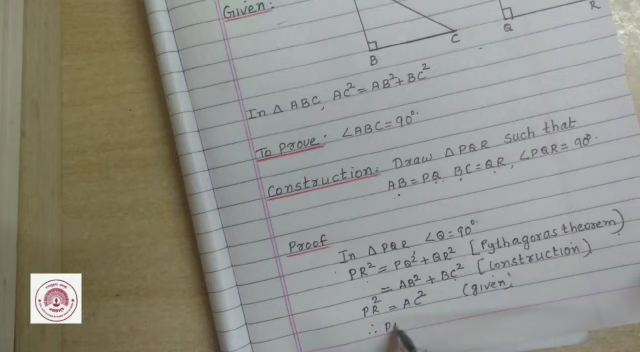 Given:
B
C
Q
R
In △ ABC, AC² = AB² + BC²
To Prove: ∠ABC = 90°
Construction: Draw △PQR such that
AB = PQ, BC = QR, ∠PQR = 90°.
Proof
In △PQR ∠Q = 90°.
PR² = PQ² + QR² [Pythagoras theorem)
= AB² + BC² [Construction)
PR² = AC² (given)
∴ P